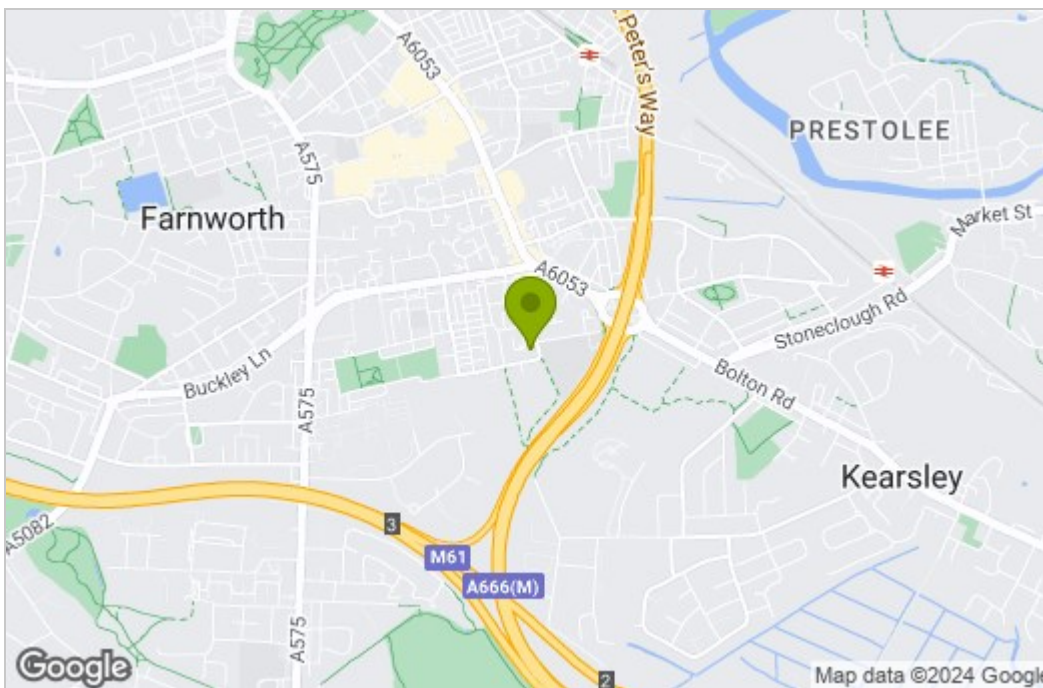 A6053
Peter's Way
PRESTOLEE
A575
Farnworth
Market St
A6053
Stoneclough Rd
Buckley Ln
Bolton Rd
A575
Kearsley
A5082
3
M61
A666(M)
A575
2
Google
Map data ©2024 Google